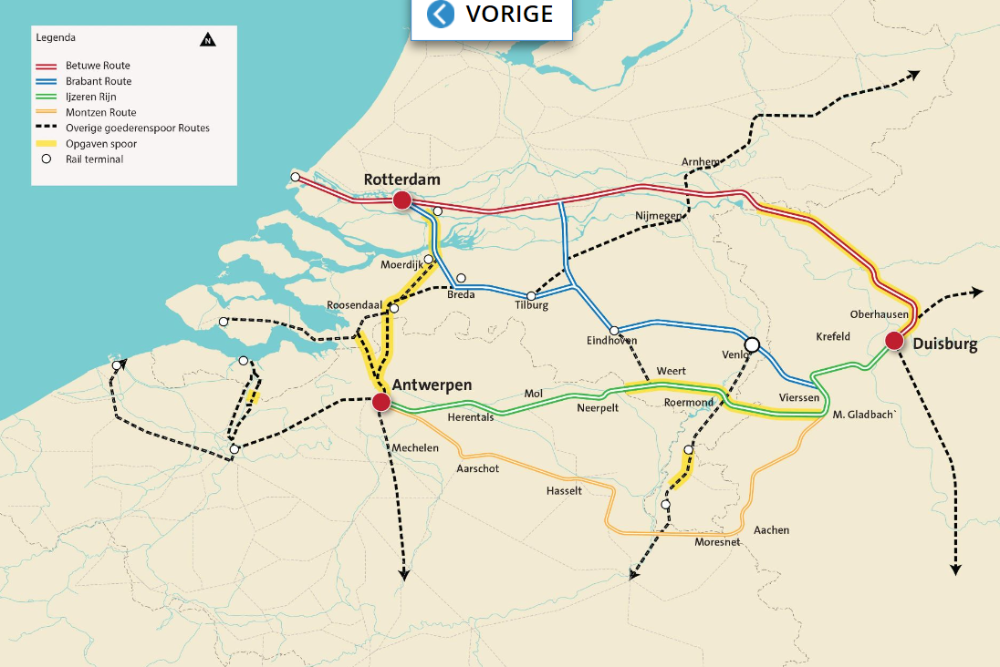 VORIGE
Legenda
N
Betuwe Route
Brabant Route
Ijzeren Rijn
Montzen Route
Overige goederenspoor Routes
Opgaven spoor
Rail terminal
Arnhem
Rotterdam
Nijmegen
Moerdijk
Breda
Roosendaal
Tilburg
Oberhausen
Eindhoven
Krefeld
Duisburg
Venlo
Weert
Antwerpen
Mol
Roermond
Vierssen
Neerpelt
Herentals
M. Gladbach`
Mechelen
Aarschot
Hasselt
Aachen
Moresnet